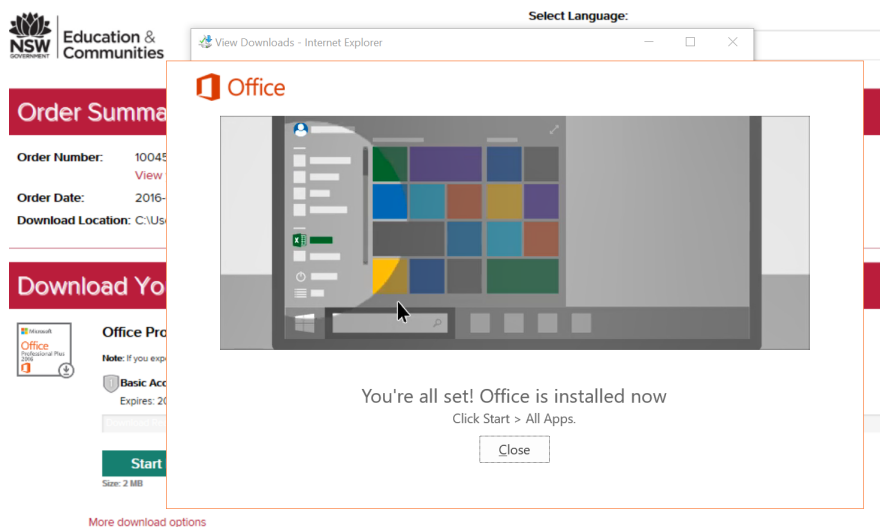 Select Language:
NSW
GOVERNMENT
Education &
Communities
View Downloads - Internet Explorer
Office
Order Summa
Order Number: 10045
View
Order Date: 2016-
Download Location: C:\Us
Download Yo
Microsoft
Office
Professional Plus
2016
Office Pro
Note: If you exp
Basic Acc
Expires: 20
Start
Size: 2 MB
More download options
You're all set! Office is installed now
Click Start > All Apps.
Close